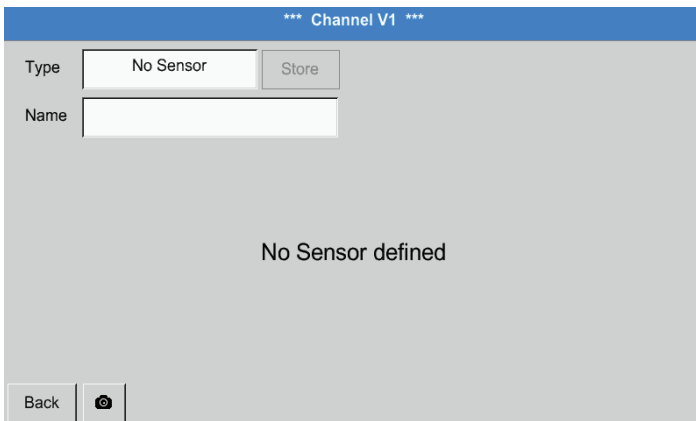 *** Channel V1 ***
Type No Sensor Store
Name
No Sensor defined
Back